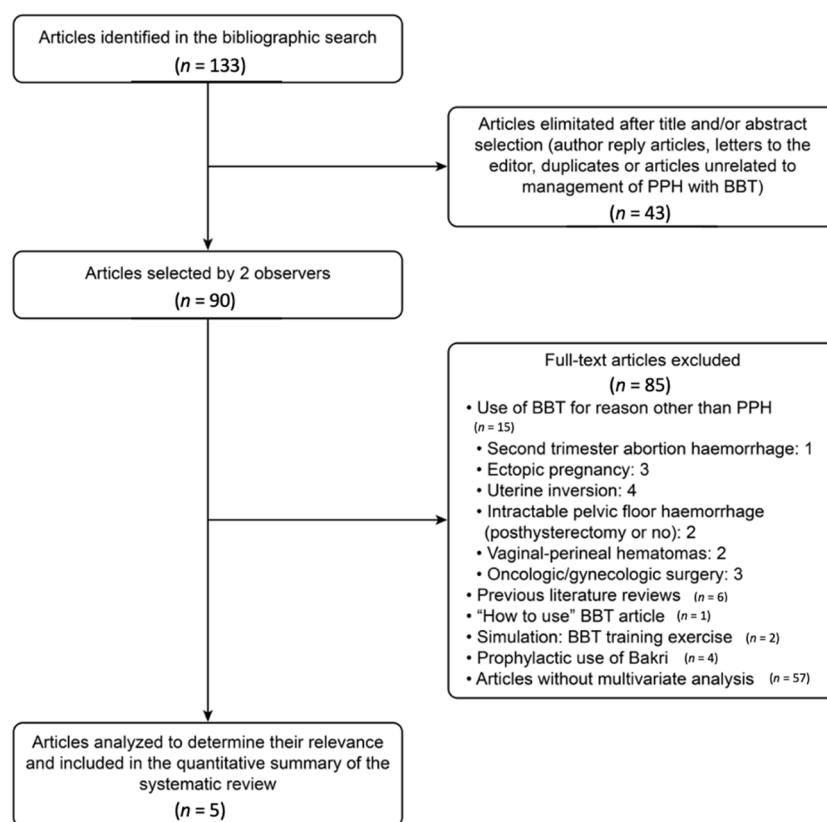 Articles identified in the bibliographic search
(n = 133)
Articles elimitated after title and/or abstract
selection (author reply articles, letters to the
editor, duplicates or articles unrelated to
management of PPH with BBT)
(n = 43)
Articles selected by 2 observers
(n = 90)
Full-text articles excluded
(n = 85)
• Use of BBT for reason other than PPH
(n = 15)
• Second trimester abortion haemorrhage: 1
• Ectopic pregnancy: 3
• Uterine inversion: 4
• Intractable pelvic floor haemorrhage
(posthysterectomy or no): 2
• Vaginal-perineal hematomas: 2
• Oncologic/gynecologic surgery: 3
• Previous literature reviews (n = 6)
• “How to use” BBT article (n = 1)
• Simulation: BBT training exercise (n = 2)
• Prophylactic use of Bakri (n = 4)
• Articles without multivariate analysis (n = 57)
Articles analyzed to determine their relevance
and included in the quantitative summary of the
systematic review
(n = 5)